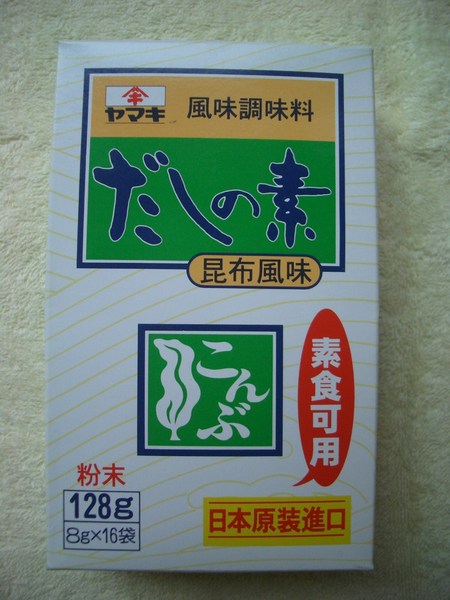 ヤマキ
風味調味料
だしの素
昆布風味
こんぶ
素食可用
粉末
128g
8g×16袋
日本原装進口